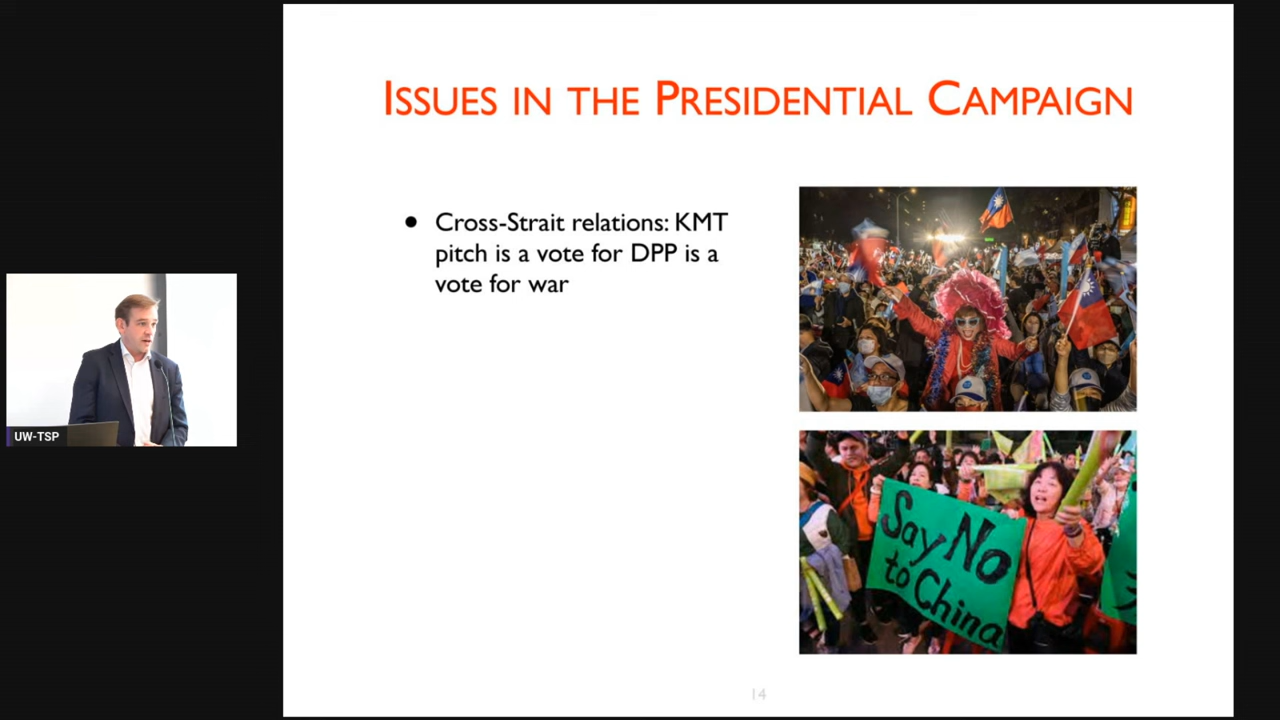 ISSUES IN THE PRESIDENTIAL CAMPAIGN
• Cross-Strait relations: KMT
pitch is a vote for DPP is a
vote for war
Say No
to China
UW-TSP
14